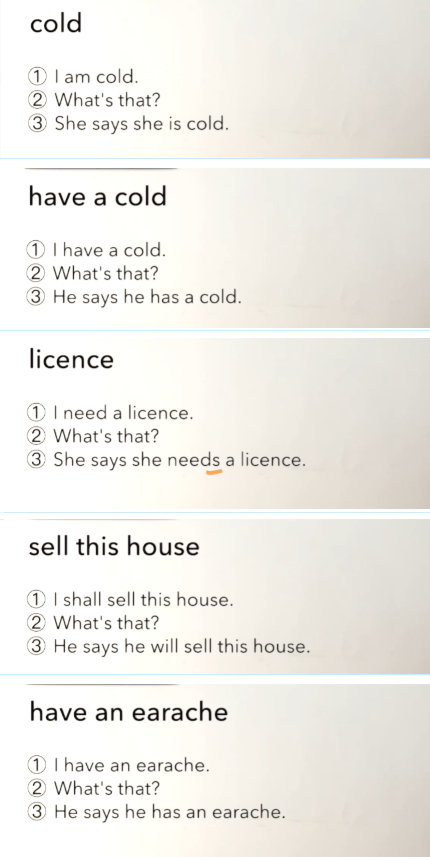 cold
① I am cold.
② What's that?
③ She says she is cold.
have a cold
① I have a cold.
② What's that?
③ He says he has a cold.
licence
① I need a licence.
② What's that?
③ She says she needs a licence.
sell this house
① I shall sell this house.
② What's that?
③ He says he will sell this house.
have an earache
① I have an earache.
② What's that?
③ He says he has an earache.